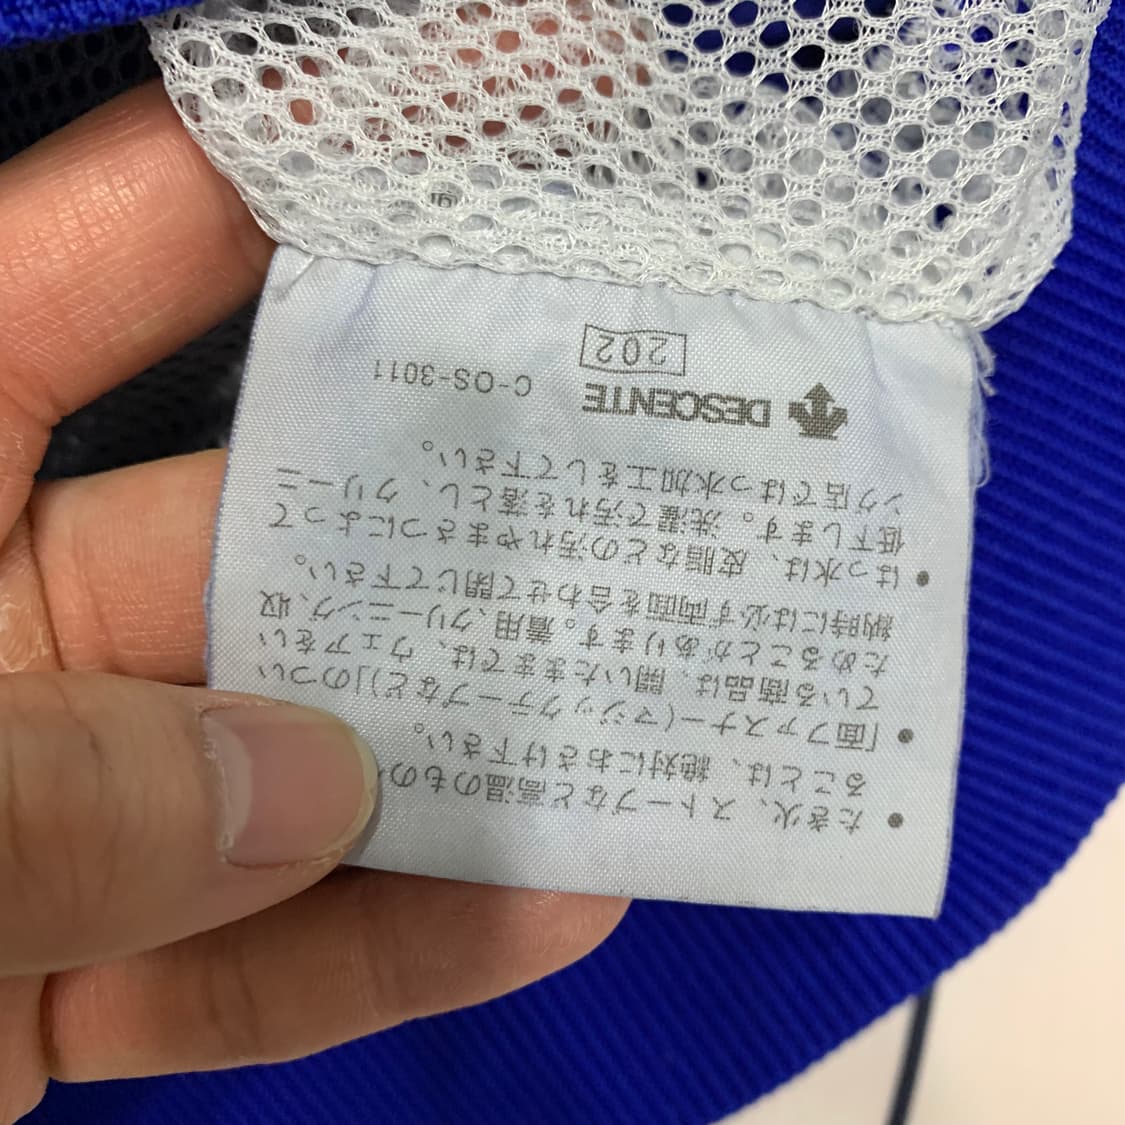 ● たき火、ストーブなど高温のもの
ることは、絶対におさけ下さい。
● 「面ファスナー(マジックテープなど)」のつい
ている商品は、開いたままでは、ウェアをい
ためることがあります。着用、クリーニング、収
納時には必ず両面を合わせて閉じて下さい。
● はっ水は、皮脂などの汚れやまさつによって
低下します。洗濯で汚れを落とし、クリーニ
ング店ではっ水加工をして下さい。
DESCENTE C-OS-3011
202